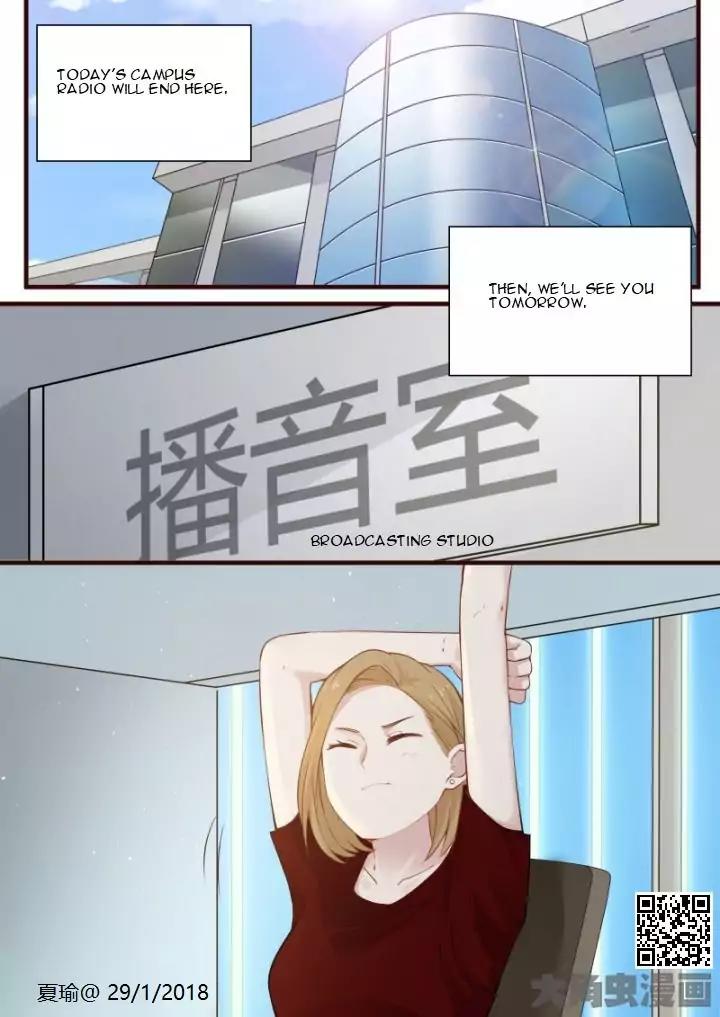 TODAY'S CAMPUS
RADIO WILL END HERE.
THEN, WE'LL SEE YOU
TOMORROW.
播音室
BROADCASTING STUDIO
夏瑜@ 29/1/2018
大角虫漫画